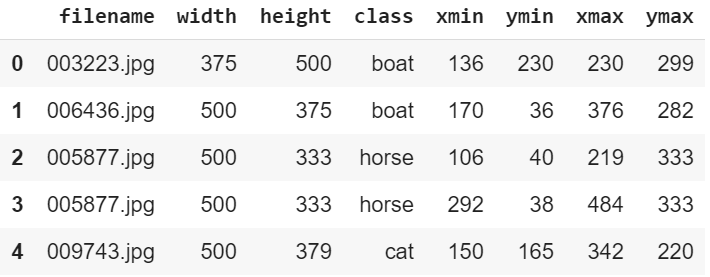 filename width height class xmin ymin xmax ymax
0 003223.jpg 375 500 boat 136 230 230 299
1 006436.jpg 500 375 boat 170 36 376 282
2 005877.jpg 500 333 horse 106 40 219 333
3 005877.jpg 500 333 horse 292 38 484 333
4 009743.jpg 500 379 cat 150 165 342 220